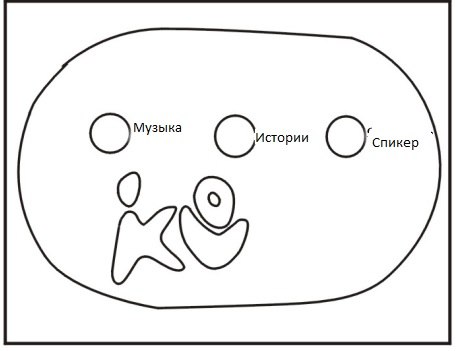 Музыка
Истории
Спикер